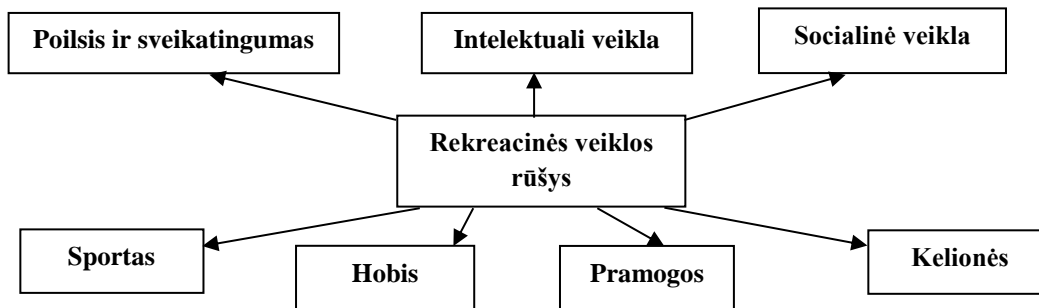 Poilsis ir sveikatingumas
Intelektuali veikla
Socialinė veikla
Rekreacinės veiklos
rūšys
Sportas
Hobis
Pramogos
Kelionės